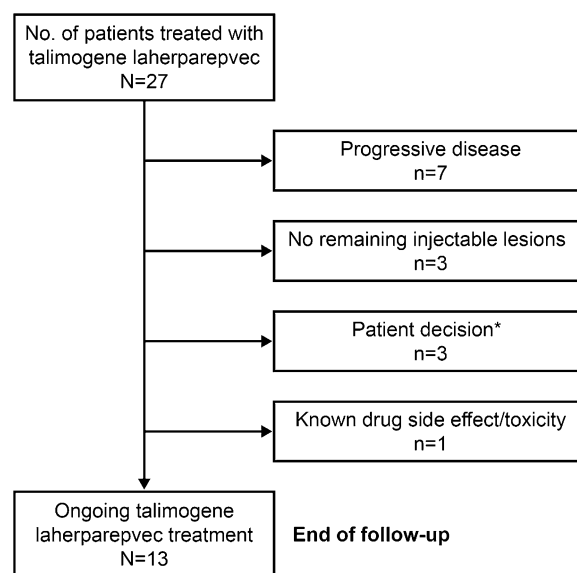 No. of patients treated with
talimogene laherparepvec
N=27
Progressive disease
n=7
No remaining injectable lesions
n=3
Patient decision*
n=3
Known drug side effect/toxicity
n=1
Ongoing talimogene
laherparepvec treatment
N=13
End of follow-up